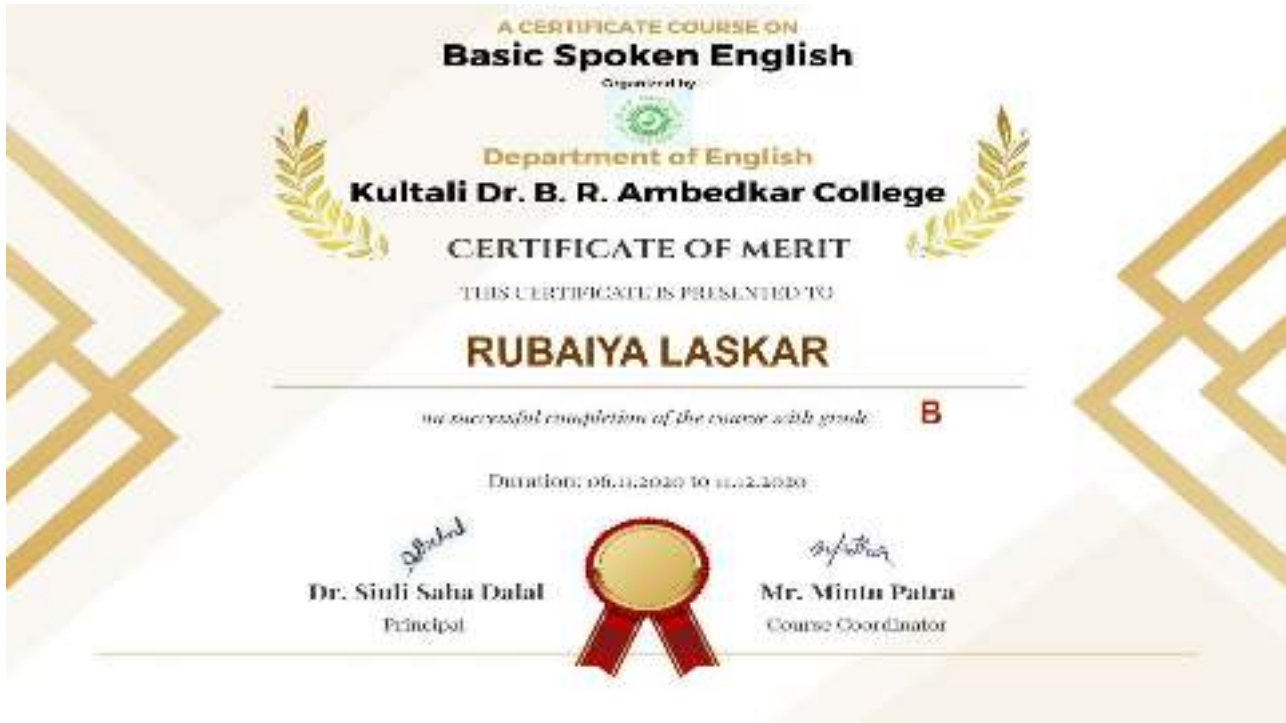 A CERTIFICATE COURSE ON
Basic Spoken English
Organized by
Department of English
Kultali Dr. B. R. Ambedkar College
CERTIFICATE OF MERIT
THIS CERTIFICATE IS PRESENTED TO
RUBAIYA LASKAR
on successful completion of the course with grade B
Duration: 06.11.2020 to 11.12.2020
Dr. Siuli Saha Dalal
Principal
Mr. Mintu Patra
Course Coordinator